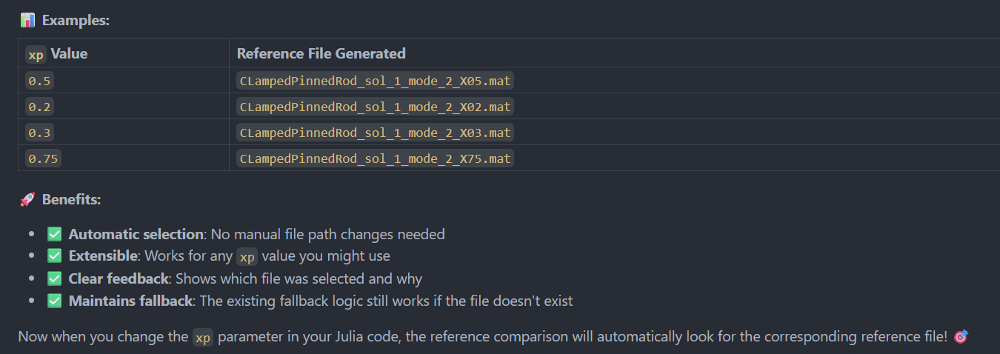 📊 Examples:
xp Value Reference File Generated
0.5 CLampedPinnedRod_sol_1_mode_2_X05.mat
0.2 CLampedPinnedRod_sol_1_mode_2_X02.mat
0.3 CLampedPinnedRod_sol_1_mode_2_X03.mat
0.75 CLampedPinnedRod_sol_1_mode_2_X75.mat
🚀 Benefits:
• ✅ Automatic selection: No manual file path changes needed
• ✅ Extensible: Works for any xp value you might use
• ✅ Clear feedback: Shows which file was selected and why
• ✅ Maintains fallback: The existing fallback logic still works if the file doesn't exist
Now when you change the xp parameter in your Julia code, the reference comparison will automatically look for the corresponding reference file! 🎯